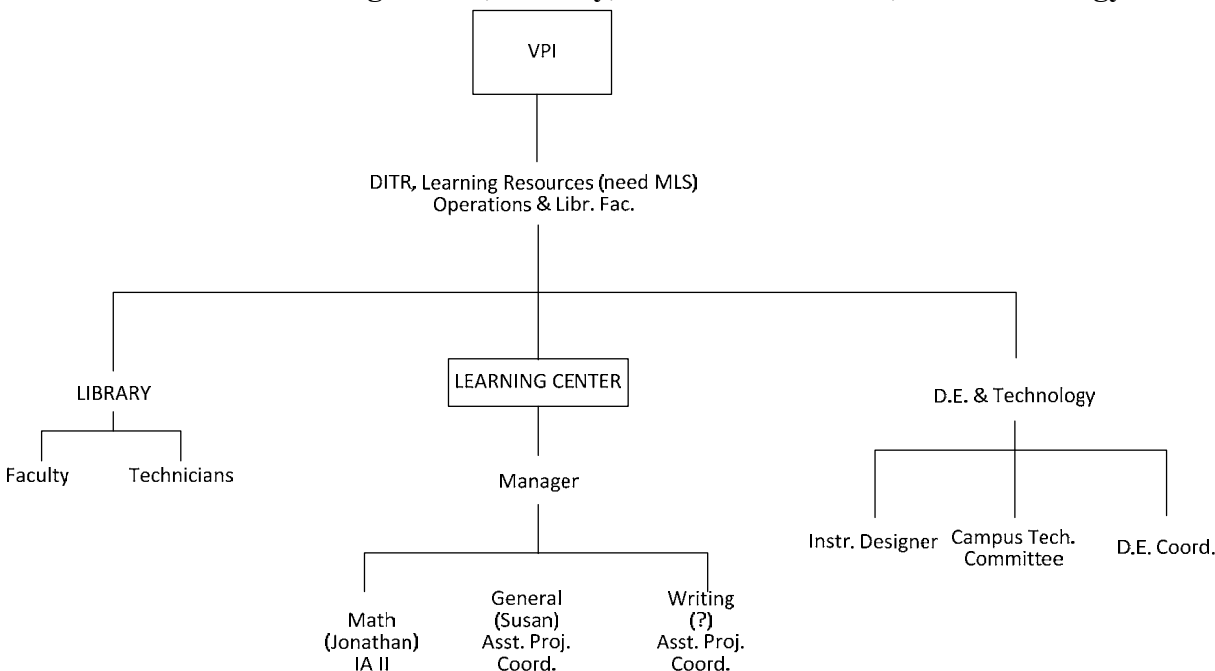 VPI
DITR, Learning Resources (need MLS)
Operations & Libr. Fac.
LIBRARY
LEARNING CENTER
D.E. & Technology
Faculty
Technicians
Manager
Instr. Designer
Campus Tech.
Committee
D.E. Coord.
Math
(Jonathan)
IA II
General
(Susan)
Asst. Proj.
Coord.
Writing
(?)
Asst. Proj.
Coord.